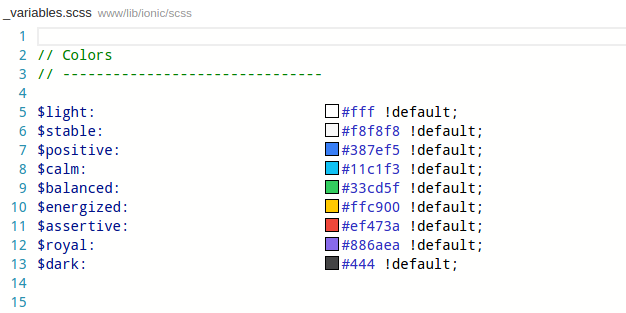 _variables.scss www/lib/ionic/scss
1
2 // Colors
3 // -------------------------------
4
5 $light: #fff !default;
6 $stable: #f8f8f8 !default;
7 $positive: #387ef5 !default;
8 $calm: #11c1f3 !default;
9 $balanced: #33cd5f !default;
10 $energized: #ffc900 !default;
11 $assertive: #ef473a !default;
12 $royal: #886aea !default;
13 $dark: #444 !default;
14
15